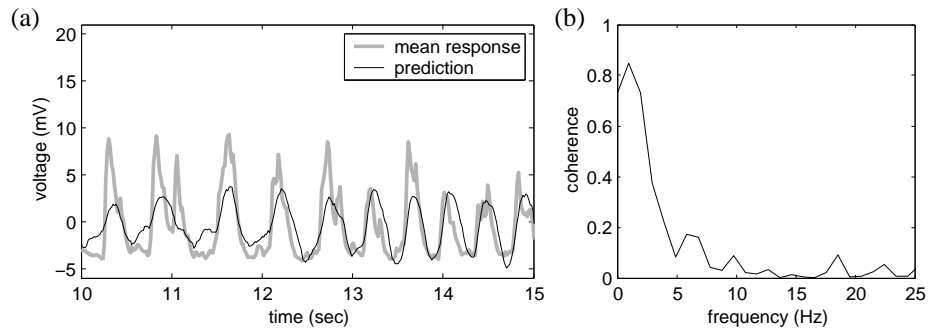 (a)
20
15
10
5
0
−5
voltage (mV)
mean response
prediction
10 11 12 13 14 15
time (sec)
(b)
1
0.8
0.6
0.4
0.2
0
coherence
0 5 10 15 20 25
frequency (Hz)